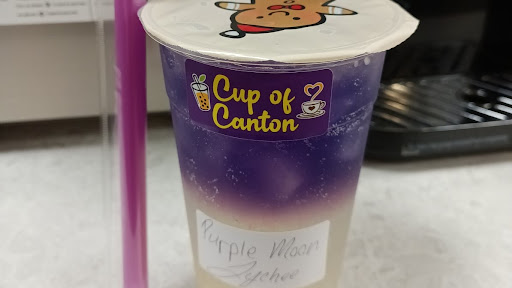 Cup of
Canton
Purple Moon
Lychee